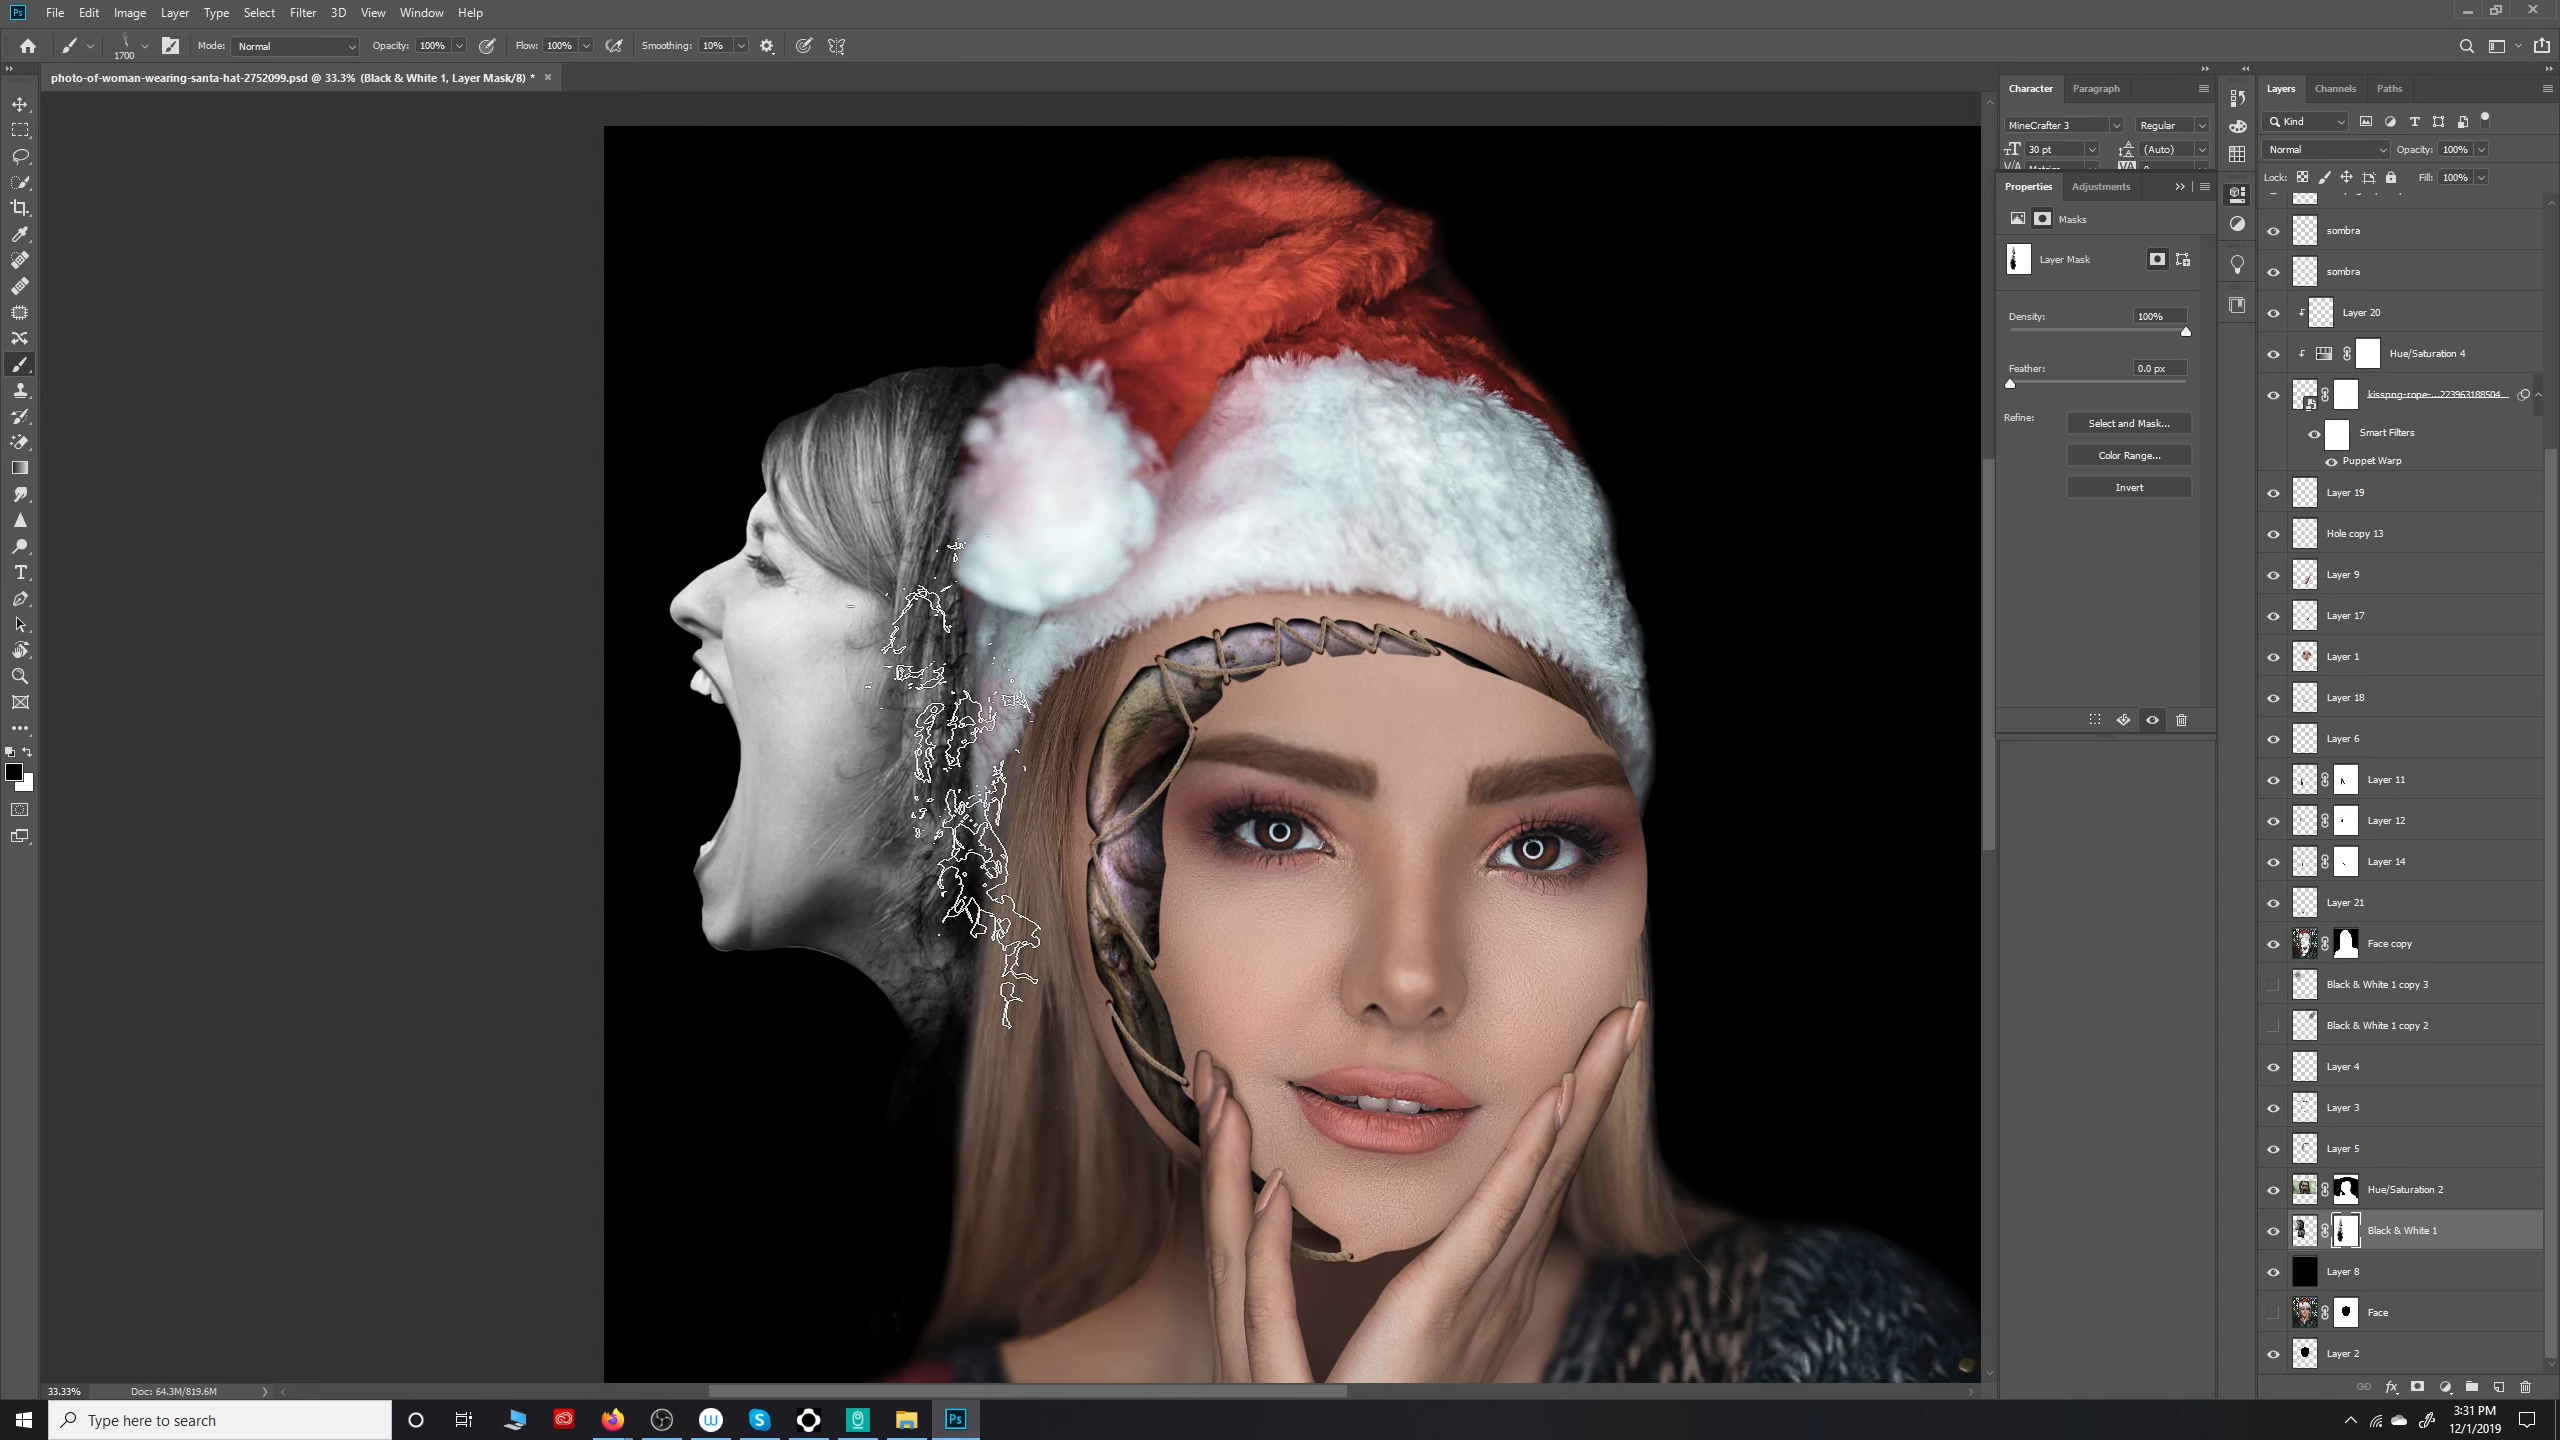 Ps File Edit Image Layer Type Select Filter 3D View Window Help
1700 Mode: Normal Opacity: 100% Flow: 100% Smoothing: 10%
photo-of-woman-wearing-santa-hat-2752099.psd @ 33.3% (Black & White 1, Layer Mask/8) *
Character Paragraph
MineCrafter 3 Regular
30 pt (Auto)
Properties Adjustments
Masks
Layer Mask
Density: 100%
Feather: 0.0 px
Refine: Select and Mask...
Color Range...
Invert
Layers Channels Paths
Kind
Normal Opacity: 100%
Lock: Fill: 100%
sombra
sombra
Layer 20
Hue/Saturation 4
kisspng-rope-...223963188504...
Smart Filters
Puppet Warp
Layer 19
Hole copy 13
Layer 9
Layer 17
Layer 1
Layer 18
Layer 6
Layer 11
Layer 12
Layer 14
Layer 21
Face copy
Black & White 1 copy 3
Black & White 1 copy 2
Layer 4
Layer 3
Layer 5
Hue/Saturation 2
Black & White 1
Layer 8
Face
Layer 2
fx
33.33% Doc: 64.3M/819.6M
Type here to search
Ps
3:31 PM
12/1/2019